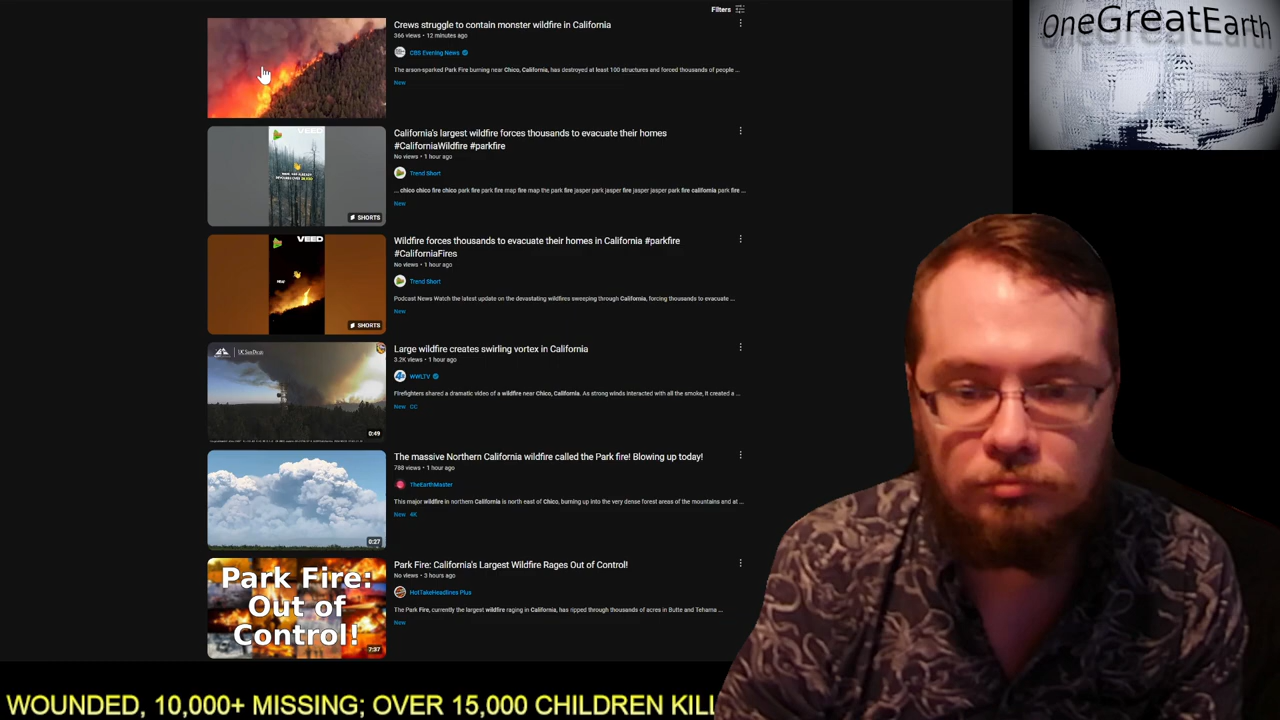 Filters
OneGreatEarth
Crews struggle to contain monster wildfire in California
366 views • 12 minutes ago
CBS Evening News
The arson-sparked Park Fire burning near Chico, California, has destroyed at least 100 structures and forced thousands of people ...
New
VEED
SHORTS
California's largest wildfire forces thousands to evacuate their homes
#CaliforniaWildfire #parkfire
No views • 1 hour ago
Trend Short
... chico chico fire chico park fire park fire map fire map the park fire jasper park jasper fire jasper jasper park fire california park fire ...
New
VEED
SHORTS
Wildfire forces thousands to evacuate their homes in California #parkfire
#CaliforniaFires
No views • 1 hour ago
Trend Short
Podcast News Watch the latest update on the devastating wildfires sweeping through California, forcing thousands to evacuate ...
New
UC San Diego
0:49
Large wildfire creates swirling vortex in California
3.2K views • 1 hour ago
WWLTV
Firefighters shared a dramatic video of a wildfire near Chico, California. As strong winds interacted with all the smoke, it created a ...
New CC
0:27
The massive Northern California wildfire called the Park fire! Blowing up today!
788 views • 1 hour ago
TheEarthMaster
This major wildfire in northern California is north east of Chico, burning up into the very dense forest areas of the mountains and at ...
New 4K
Park Fire:
Out of
Control!
7:37
Park Fire: California's Largest Wildfire Rages Out of Control!
No views • 3 hours ago
HotTakeHeadlines Plus
The Park Fire, currently the largest wildfire raging in California, has ripped through thousands of acres in Butte and Tehama ...
New
WOUNDED, 10,000+ MISSING; OVER 15,000 CHILDREN KILL